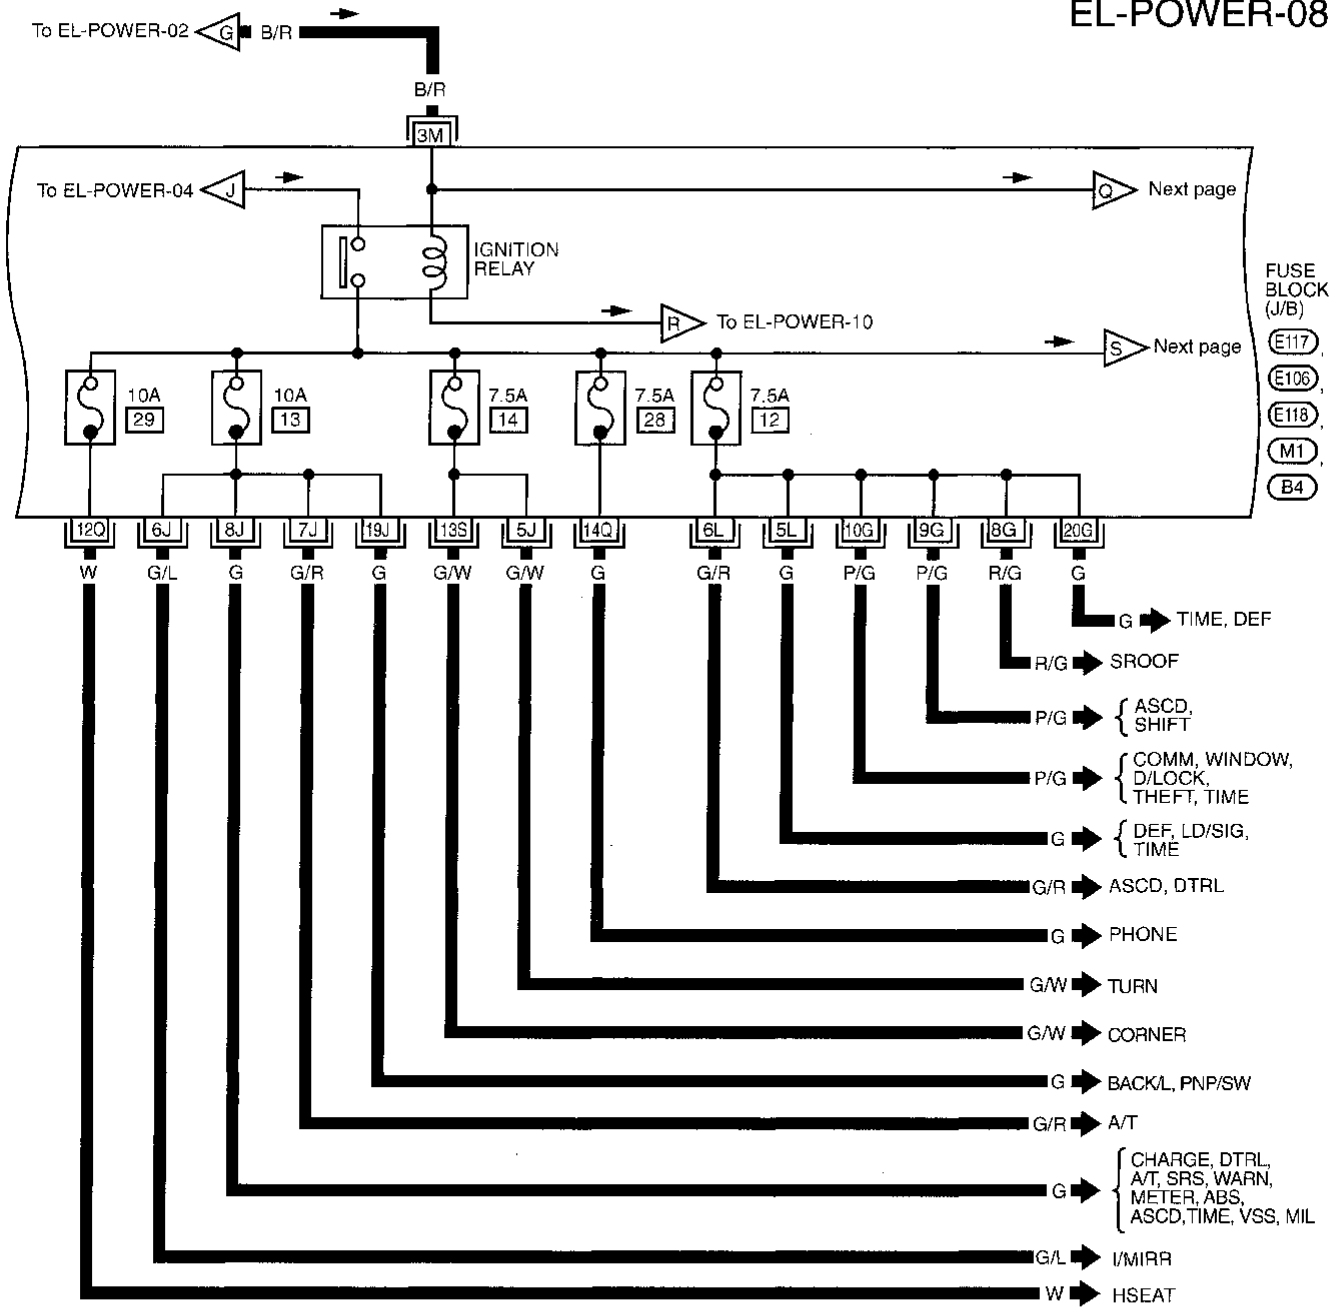 EL-POWER-08
To EL-POWER-02 G B/R
B/R
3M
To EL-POWER-04 J
Q Next page
IGNITION
RELAY
R To EL-POWER-10
S Next page
FUSE
BLOCK
(J/B)
E117,
E106,
E118,
M1,
B4
10A 10A 7.5A 7.5A 7.5A
29 13 14 28 12
12Q 6J 8J 7J 19J 13S 5J 14Q 6L 5L 10G 9G 8G 20G
W G/L G G/R G G/W G/W G G/R G P/G P/G R/G G
G TIME, DEF
R/G SROOF
P/G { ASCD,
SHIFT
P/G { COMM, WINDOW,
D/LOCK,
THEFT, TIME
G { DEF, LD/SIG,
TIME
G/R ASCD, DTRL
G PHONE
G/W TURN
G/W CORNER
G BACK/L, PNP/SW
G/R A/T
G { CHARGE, DTRL,
A/T, SRS, WARN,
METER, ABS,
ASCD,TIME, VSS, MIL
G/L I/MIRR
W HSEAT